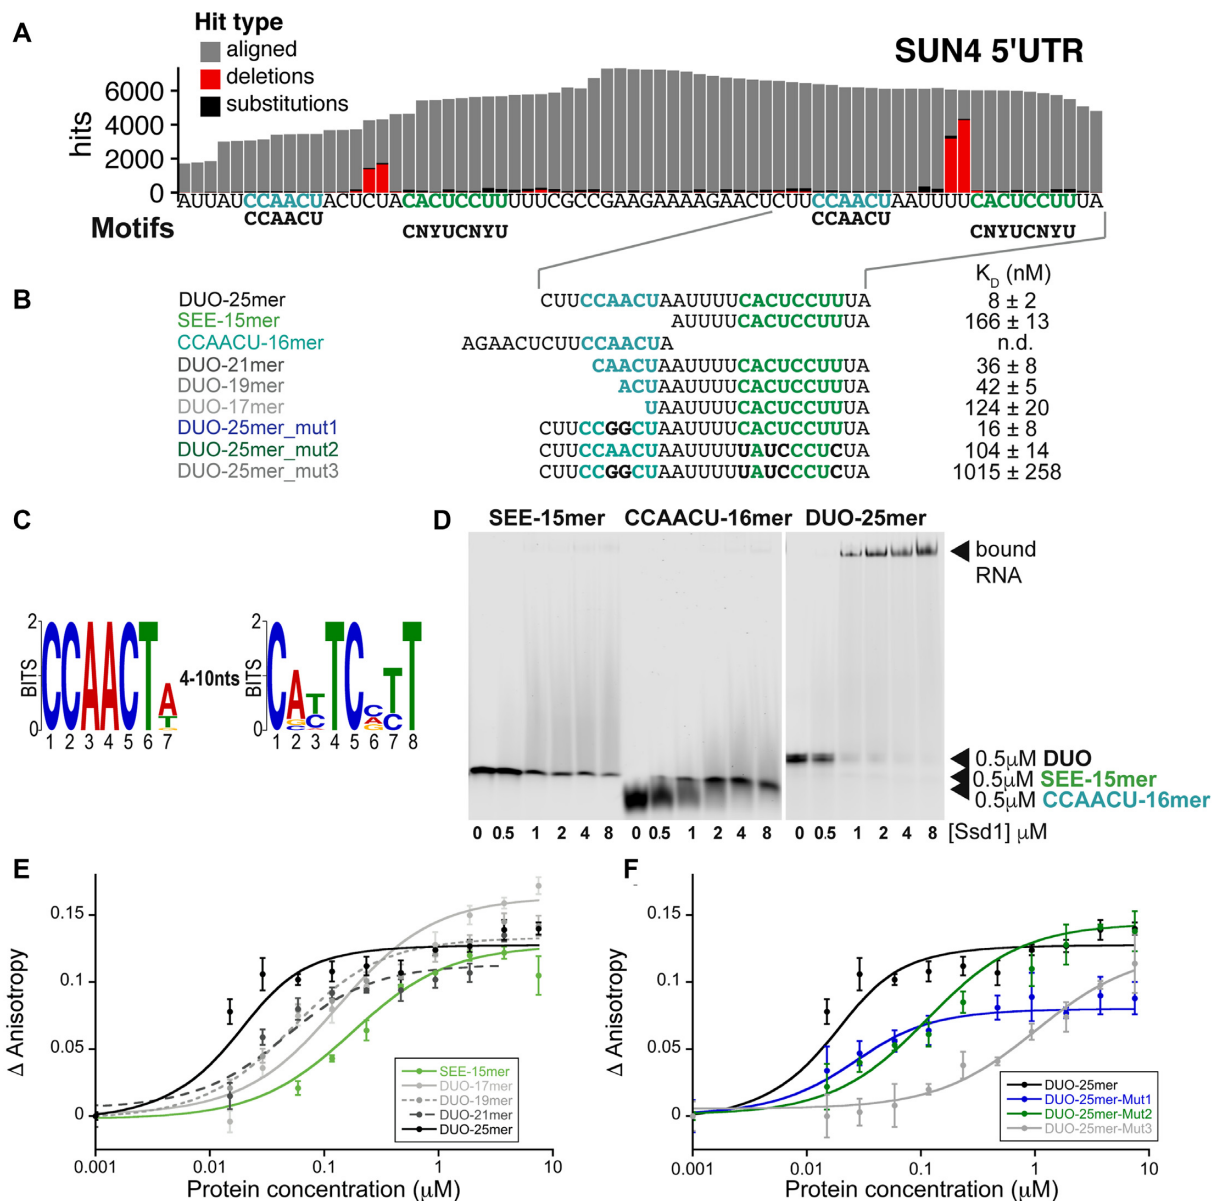 A
Hit type
aligned
deletions
substitutions
SUN4 5'UTR
hits
6000
4000
2000
0
AUUAUCCAACUACUCUACACUCCUUUUUCGCCGAAGAAAAGAACUCUUCCAACUAAUUUUCACUCCUUUA
Motifs
CCAACU CNYUCNYU CCAACU CNYUCNYU
B
K_D (nM)
DUO-25mer CUUCCAACUAAUUUUCACUCCUUUA 8 ± 2
SEE-15mer AUUUUCACUCCUUUA 166 ± 13
CCAACU-16mer AGAACUCUUCCAACUA n.d.
DUO-21mer CAACUAAUUUUCACUCCUUUA 36 ± 8
DUO-19mer ACUAAUUUUCACUCCUUUA 42 ± 5
DUO-17mer UAAUUUUCACUCCUUUA 124 ± 20
DUO-25mer_mut1 CUUCCGGCUAAUUUUCACUCCUUUA 16 ± 8
DUO-25mer_mut2 CUUCCAACUAAUUUUUAUCCCUCUA 104 ± 14
DUO-25mer_mut3 CUUCCGGCUAAUUUUUAUCCCUCUA 1015 ± 258
C
BITS
2
0
CCAACTA
1 2 3 4 5 6 7
4-10nts
BITS
2
0
CATTCCTT
1 2 3 4 5 6 7 8
D
SEE-15mer CCAACU-16mer DUO-25mer
bound
RNA
0.5μM DUO
0.5μM SEE-15mer
0.5μM CCAACU-16mer
0 0.5 1 2 4 8 0 0.5 1 2 4 8 0 0.5 1 2 4 8 [Ssd1] μM
E
Δ Anisotropy
0.15
0.1
0.05
0
SEE-15mer
DUO-17mer
DUO-19mer
DUO-21mer
DUO-25mer
0.001 0.01 0.1 1 10
Protein concentration (μM)
F
Δ Anisotropy
0.15
0.1
0.05
0
DUO-25mer
DUO-25mer-Mut1
DUO-25mer-Mut2
DUO-25mer-Mut3
0.001 0.01 0.1 1 10
Protein concentration (μM)